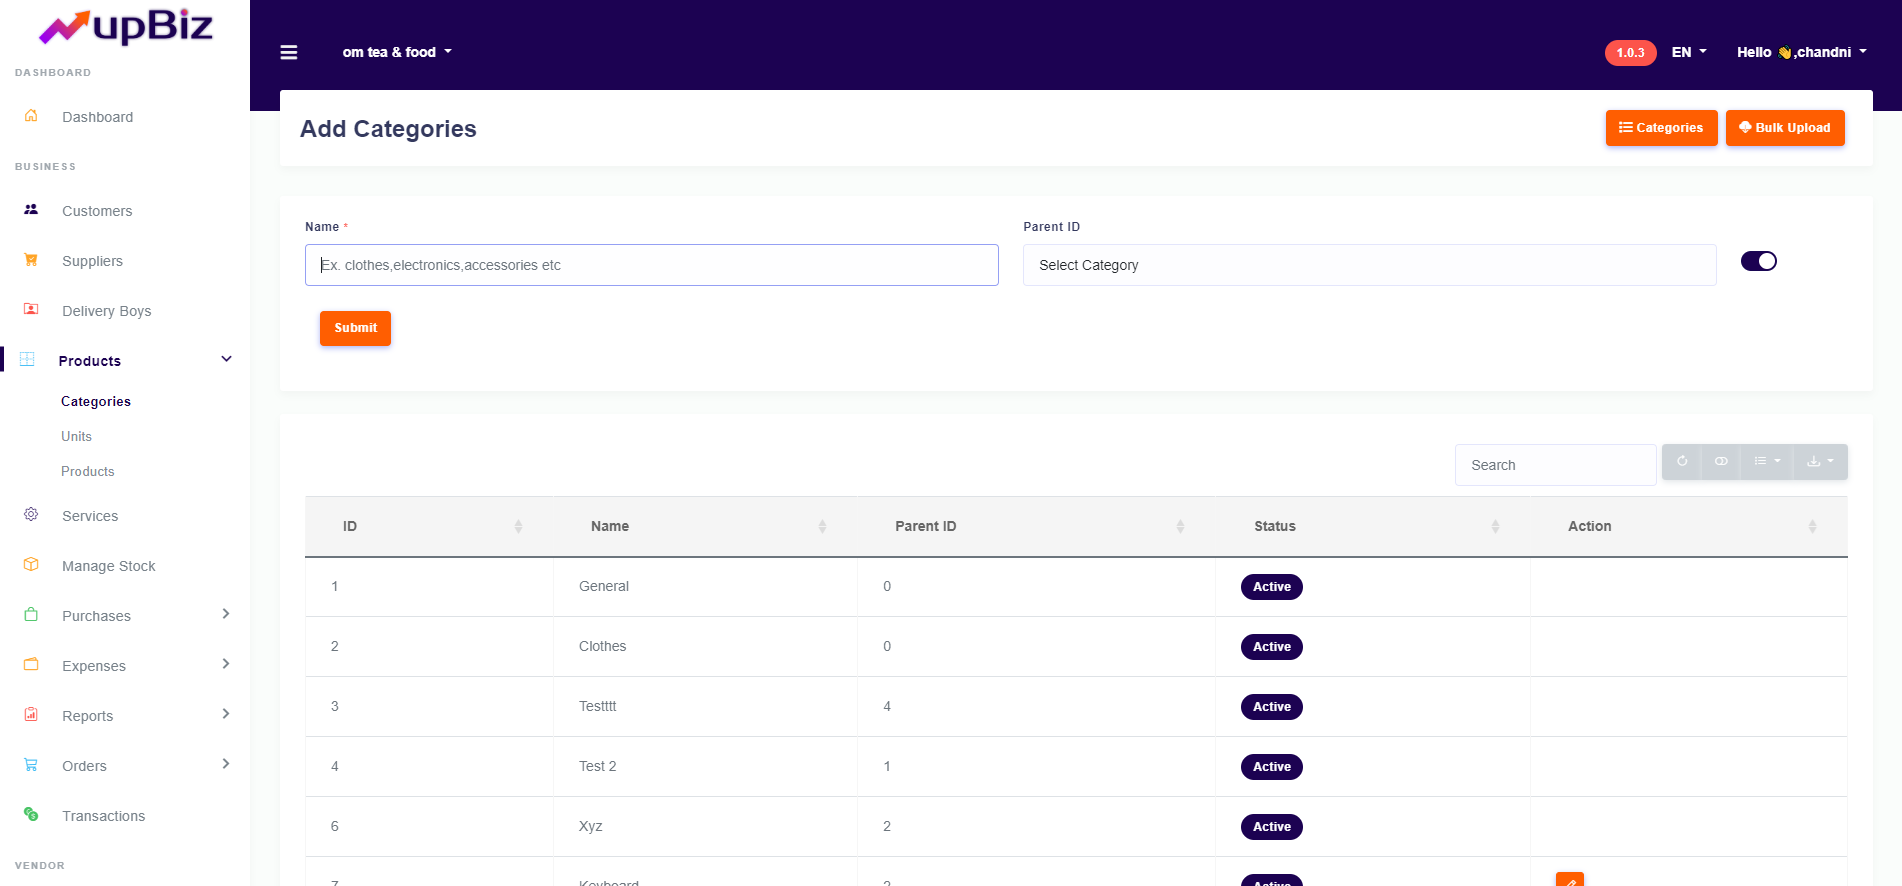 upBiz
DASHBOARD
Dashboard
BUSINESS
Customers
Suppliers
Delivery Boys
Products
Categories
Units
Products
Services
Manage Stock
Purchases
Expenses
Reports
Orders
Transactions
VENDOR
om tea & food
1.0.3
EN
Hello 👋,chandni
Add Categories
Categories
Bulk Upload
Name *
Parent ID
Ex. clothes,electronics,accessories etc
Select Category
Submit
Search
ID Name Parent ID Status Action
1 General 0 Active
2 Clothes 0 Active
3 Testttt 4 Active
4 Test 2 1 Active
6 Xyz 2 Active
7 Keyboard 2 Active